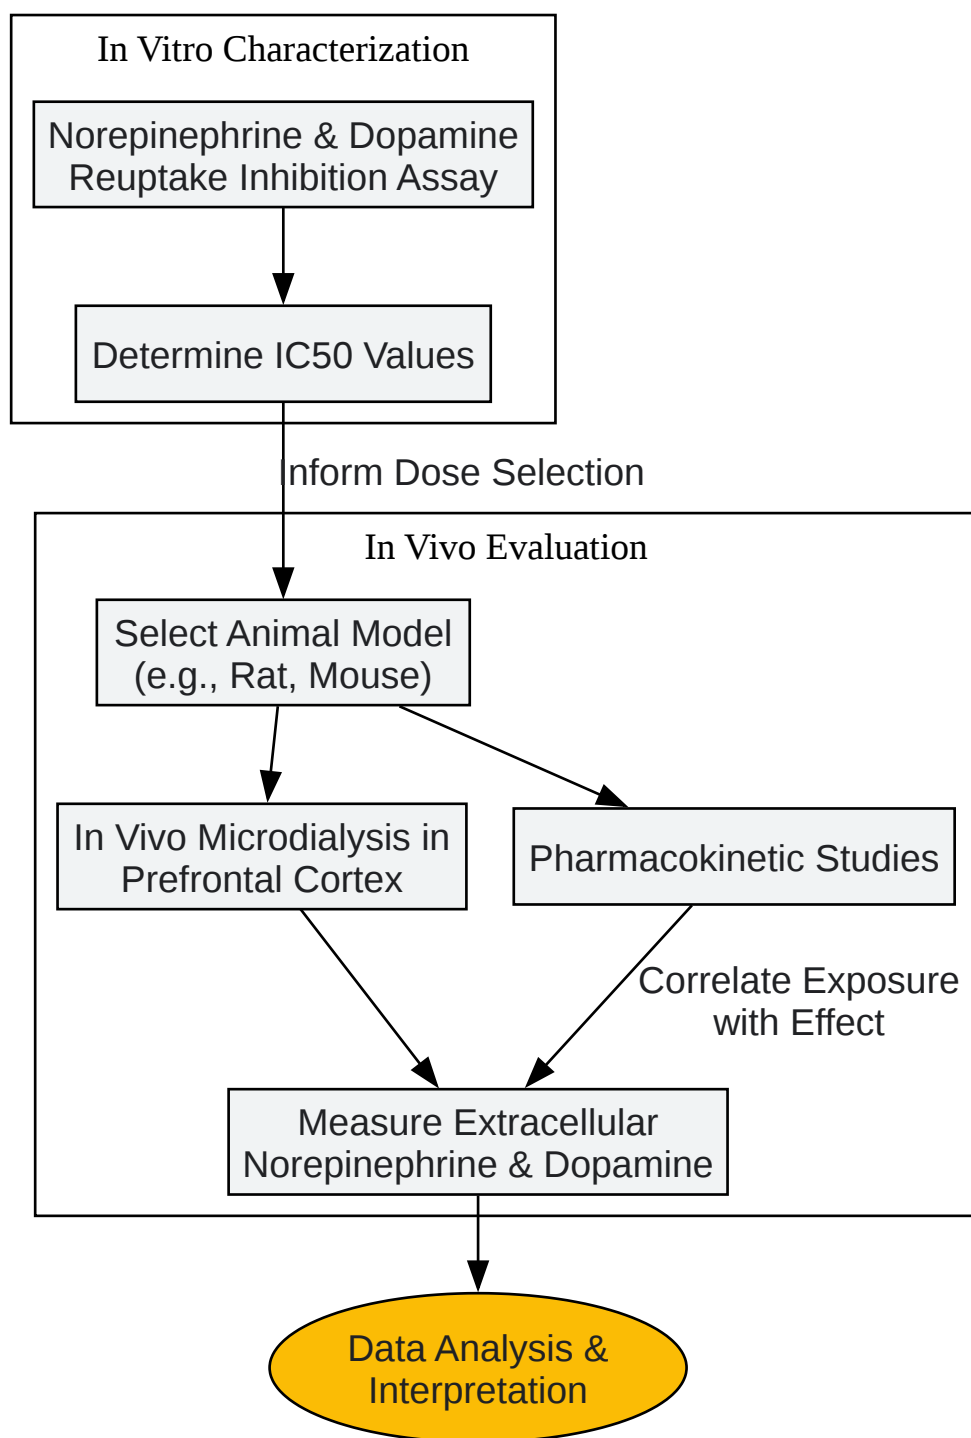 In Vitro Characterization
Norepinephrine & Dopamine
Reuptake Inhibition Assay
Determine IC50 Values
Inform Dose Selection
In Vivo Evaluation
Select Animal Model
(e.g., Rat, Mouse)
In Vivo Microdialysis in
Prefrontal Cortex
Pharmacokinetic Studies
Correlate Exposure
with Effect
Measure Extracellular
Norepinephrine & Dopamine
Data Analysis &
Interpretation